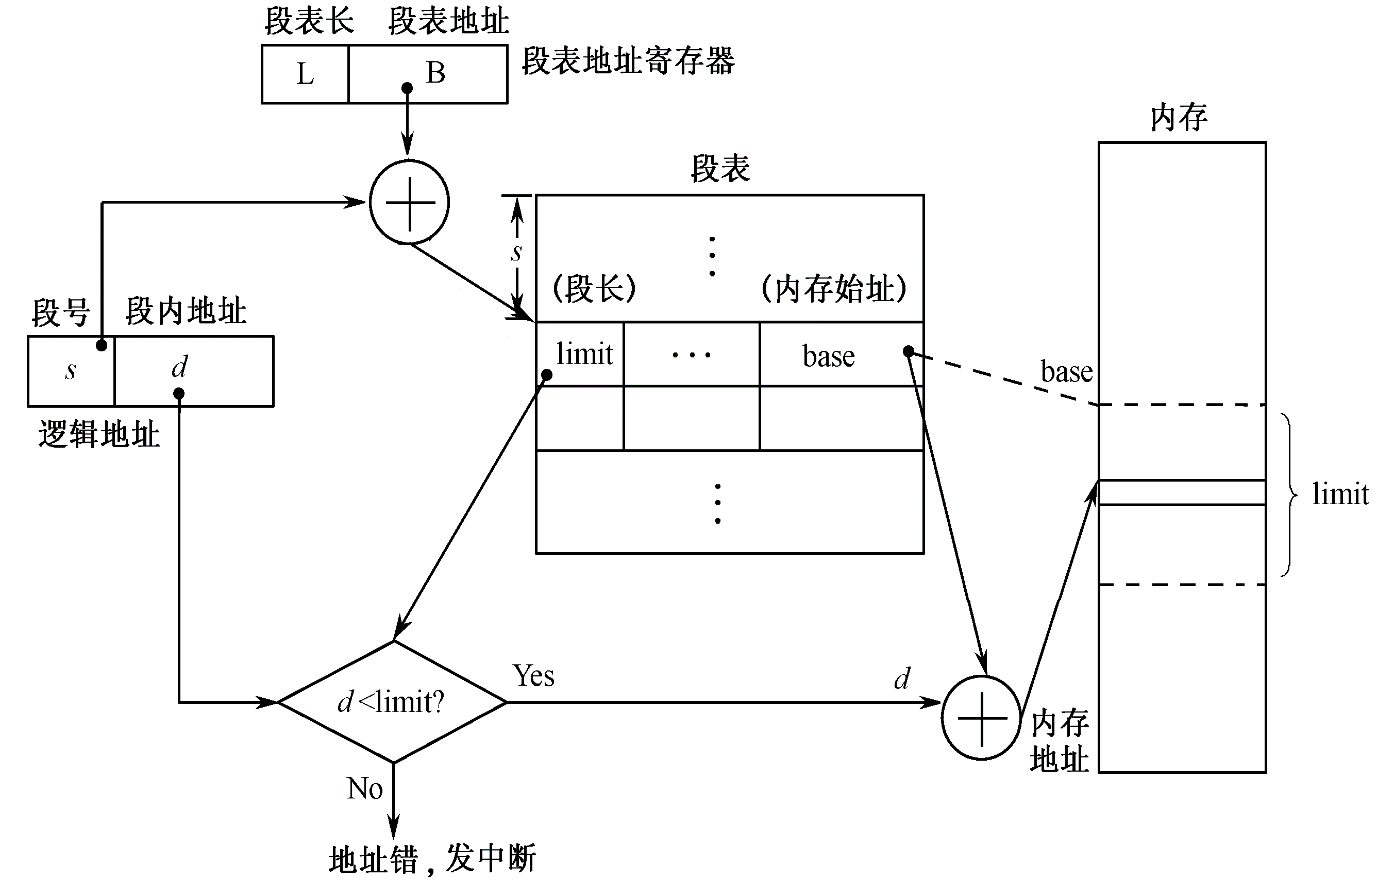 段表长 段表地址
L B 段表地址寄存器
内存
段表
s
(段长) (内存始址)
段号 段内地址
limit ··· base
base
s d
逻辑地址
limit
Yes d
d<limit?
内存
地址
No
地址错,发中断